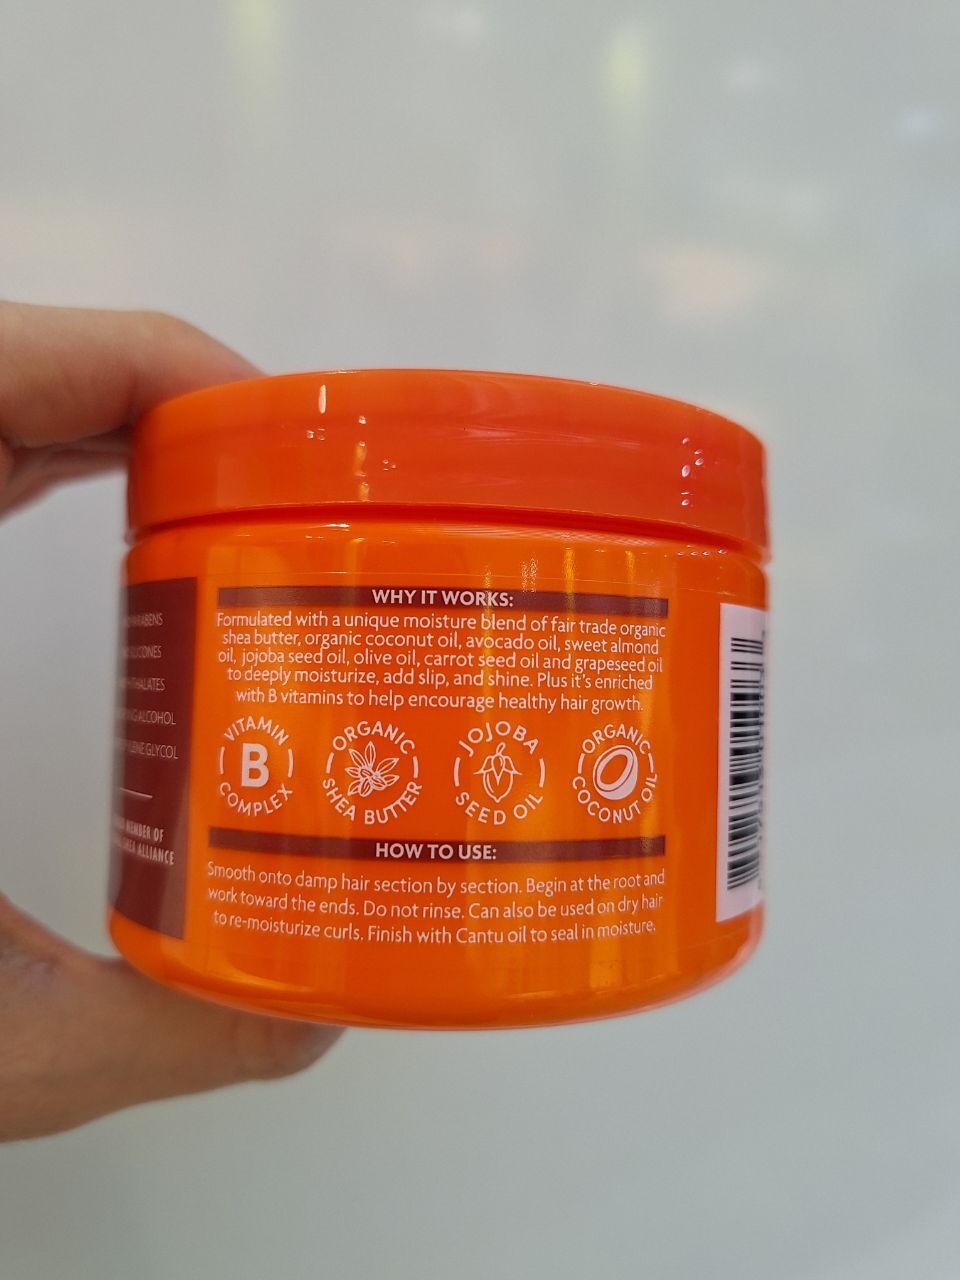 PARABENS
SILICONES
PHTHALATES
ALCOHOL
GLYCOL
MEMBER OF
SHEA ALLIANCE
WHY IT WORKS:
Formulated with a unique moisture blend of fair trade organic
shea butter, organic coconut oil, avocado oil, sweet almond
oil, jojoba seed oil, olive oil, carrot seed oil and grapeseed oil
to deeply moisturize, add slip, and shine. Plus it's enriched
with B vitamins to help encourage healthy hair growth.
VITAMIN
B
COMPLEX
ORGANIC
SHEA BUTTER
JOJOBA
SEED OIL
ORGANIC
COCONUT OIL
HOW TO USE:
Smooth onto damp hair section by section. Begin at the root and
work toward the ends. Do not rinse. Can also be used on dry hair
to re-moisturize curls. Finish with Cantu oil to seal in moisture.